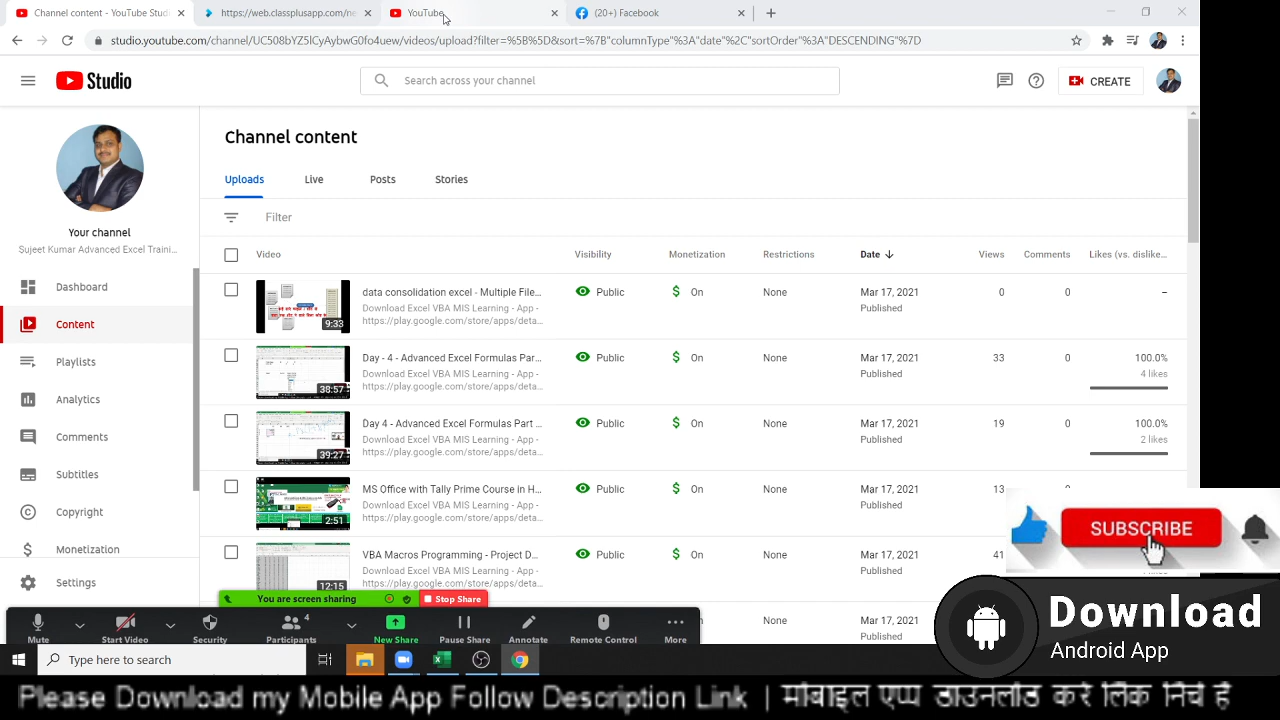 Channel content - YouTube Studi
https://web.classplusapp.com/ne
YouTube
(20+) Facebook
studio.youtube.com/channel/UC508bYZ5ICyAybwG0fo4uew/videos/upload?filter=%5B%5D&sort=%7B"columnType"%3A"date"%2C"sortOrder"%3A"DESCENDING"%7D
Studio
Search across your channel
CREATE
Your channel
Sujeet Kumar Advanced Excel Traini...
Dashboard
Content
Playlists
Analytics
Comments
Subtitles
Copyright
Monetization
Settings
Channel content
Uploads Live Posts Stories
Filter
Video Visibility Monetization Restrictions Date Views Comments Likes (vs. dislike...
data consolidation excel - Multiple File... Public $ On None Mar 17, 2021 0 0 –
Download Excel VBA MIS Learning - App - Published
https://play.google.com/store/apps/deta...
9:33
Day - 4 - Advanced Excel Formulas Par... Public $ On None Mar 17, 2021 33 0 100.0%
Download Excel VBA MIS Learning - App - Published 4 likes
https://play.google.com/store/apps/deta...
38:57
Day 4 - Advanced Excel Formulas Part ... Public $ On None Mar 17, 2021 19 0 100.0%
Download Excel VBA MIS Learning - App - Published 2 likes
https://play.google.com/store/apps/deta...
39:27
MS Office with Tally Prime Course in H... Public $ On None Mar 17, 2021 13
Download Excel VBA MIS Learning - App - Published
https://play.google.com/store/apps/deta...
2:51
VBA Macros Programming - Project D... Public $ On None Mar 17, 2021 41
Download Excel VBA MIS Learning - App - Published
https://play.google.com/store/apps/deta...
12:15
None Mar 17, 2021
SUBSCRIBE
Download
Android App
You are screen sharing Stop Share
4
Mute Start Video Security Participants New Share Pause Share Annotate Remote Control More
Type here to search
Please Download my Mobile App Follow Description Link | मोबाइल एप्प डाउनलोड करे लिंक निचे है